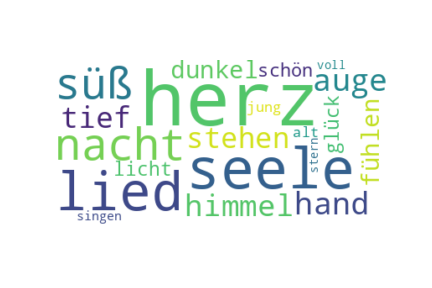 süß
dunkel
schön
voll
auge
herz
jung
tief
nacht
stehen
alt
stern
glück
fühlen
licht
seele
lied
himmel
hand
singen